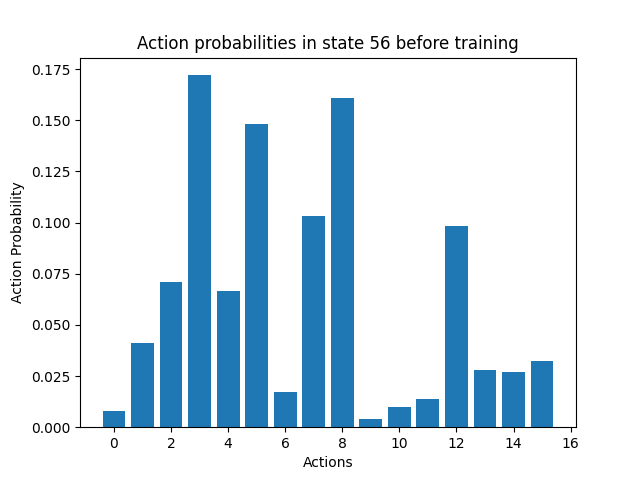 Action probabilities in state 56 before training
0.175
0.150
0.125
0.100
0.075
0.050
0.025
0.000
Action Probability
0 2 4 6 8 10 12 14 16
Actions